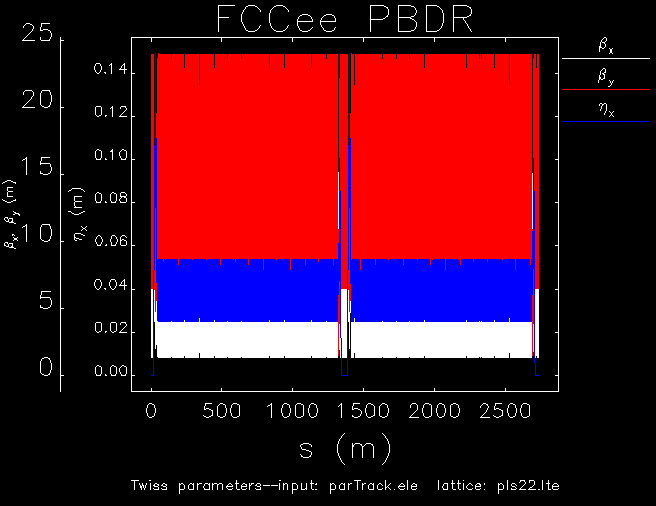 FCCee PBDR
25
20
15
10
5
0
βx, βy (m)
0.14
0.12
0.10
0.08
0.06
0.04
0.02
0.00
ηx (m)
βx
βy
ηx
0 500 1000 1500 2000 2500
s (m)
Twiss parameters--input: parTrack.ele lattice: pls22.lte